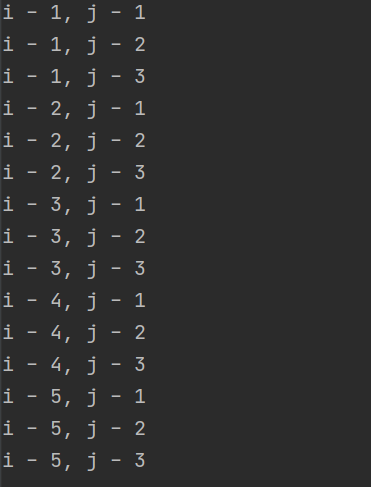 i - 1, j - 1
i - 1, j - 2
i - 1, j - 3
i - 2, j - 1
i - 2, j - 2
i - 2, j - 3
i - 3, j - 1
i - 3, j - 2
i - 3, j - 3
i - 4, j - 1
i - 4, j - 2
i - 4, j - 3
i - 5, j - 1
i - 5, j - 2
i - 5, j - 3